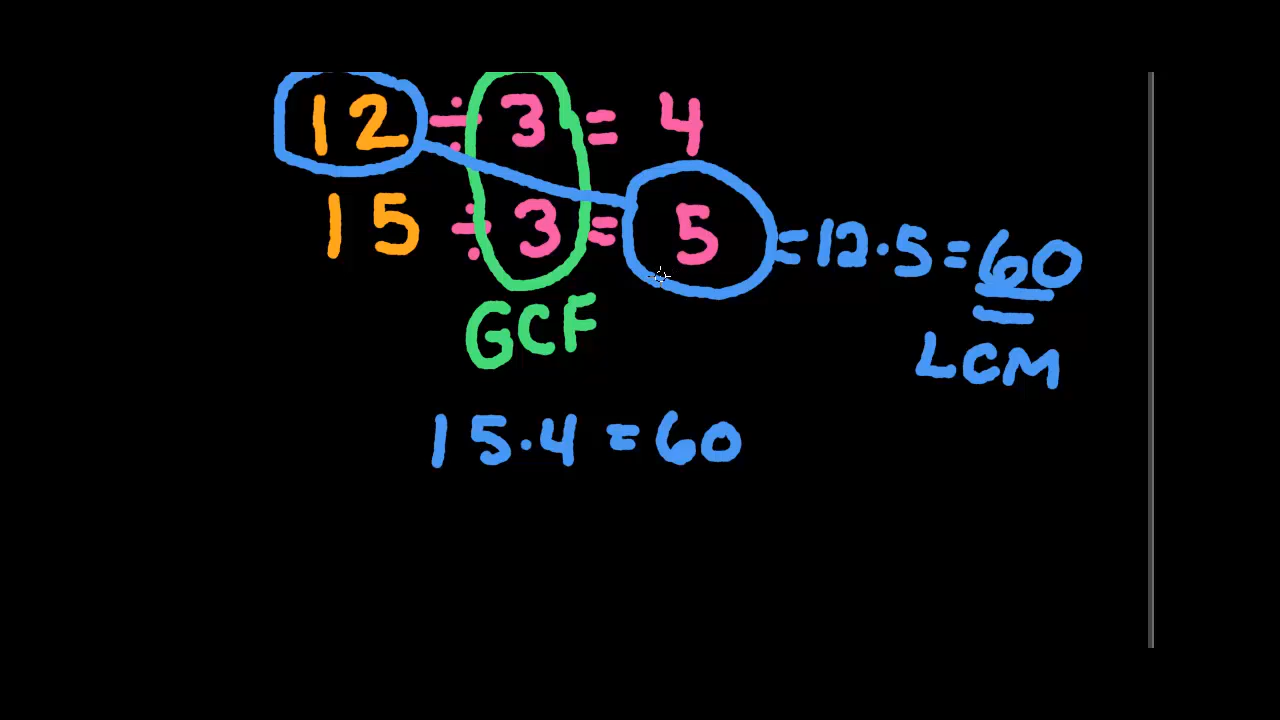 12 ÷ 3 = 4
15 ÷ 3 = 5 = 12·5 = 60
GCF
LCM
15·4 = 60